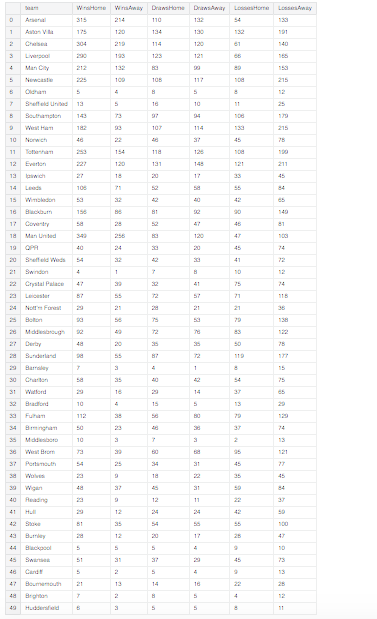 team WinsHome WinsAway DrawsHome DrawsAway LossesHome LossesAway
0 Arsenal 315 214 110 132 54 133
1 Aston Villa 175 120 134 130 132 191
2 Chelsea 304 219 114 120 61 140
3 Liverpool 290 193 123 121 66 165
4 Man City 212 132 83 99 89 153
5 Newcastle 225 109 108 117 108 215
6 Oldham 5 4 8 5 8 12
7 Sheffield United 13 5 16 10 11 25
8 Southampton 143 73 97 94 106 179
9 West Ham 182 93 107 114 133 215
10 Norwich 46 22 46 37 45 78
11 Tottenham 253 154 118 126 108 199
12 Everton 227 120 131 148 121 211
13 Ipswich 27 18 20 17 33 45
14 Leeds 106 71 52 58 55 84
15 Wimbledon 53 32 42 40 42 65
16 Blackburn 156 86 81 92 90 149
17 Coventry 58 28 52 47 46 81
18 Man United 349 256 83 120 47 103
19 QPR 40 24 33 20 45 74
20 Sheffield Weds 54 32 42 33 41 72
21 Swindon 4 1 7 8 10 12
22 Crystal Palace 47 39 32 41 75 74
23 Leicester 87 55 72 57 71 118
24 Nott'm Forest 29 21 28 21 21 36
25 Bolton 93 56 75 53 79 138
26 Middlesbrough 92 49 72 76 83 122
27 Derby 48 20 35 35 50 78
28 Sunderland 98 55 87 72 119 177
29 Barnsley 7 3 4 1 8 15
30 Charlton 58 35 40 42 54 75
31 Watford 29 16 29 14 37 65
32 Bradford 10 4 15 5 13 29
33 Fulham 112 38 56 80 79 129
34 Birmingham 50 23 46 36 37 74
35 Middlesboro 10 3 7 3 2 13
36 West Brom 73 39 60 68 95 121
37 Portsmouth 54 25 34 31 45 77
38 Wolves 23 9 18 22 35 45
39 Wigan 48 37 45 31 59 84
40 Reading 23 9 12 11 22 37
41 Hull 29 12 24 24 42 59
42 Stoke 81 35 54 55 55 100
43 Burnley 28 12 20 17 28 47
44 Blackpool 5 5 5 4 9 10
45 Swansea 51 31 37 29 45 73
46 Cardiff 5 2 5 4 9 13
47 Bournemouth 21 13 14 16 22 28
48 Brighton 7 2 8 5 4 12
49 Huddersfield 6 3 5 5 8 11